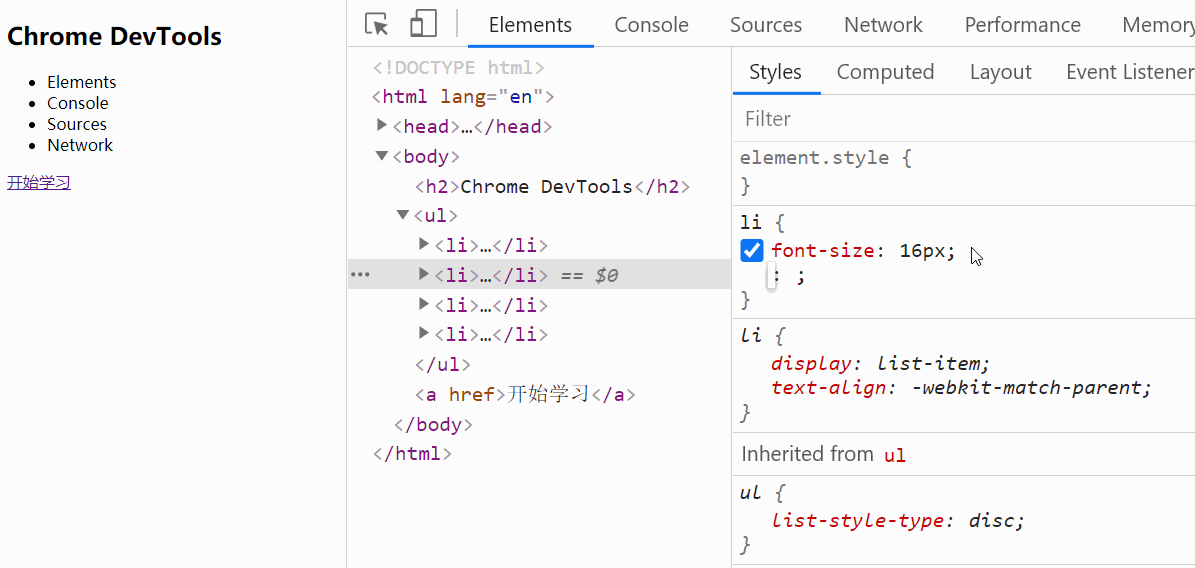 Chrome DevTools
Elements
Console
Sources
Network
开始学习
Elements Console Sources Network Performance Memory
<!DOCTYPE html>
<html lang="en">
<head>…</head>
<body>
<h2>Chrome DevTools</h2>
<ul>
<li>…</li>
<li>…</li> == $0
<li>…</li>
<li>…</li>
</ul>
<a href>开始学习</a>
</body>
</html>
Styles Computed Layout Event Listener
Filter
element.style {
}
li {
font-size: 16px;
: ;
}
li {
display: list-item;
text-align: -webkit-match-parent;
}
Inherited from ul
ul {
list-style-type: disc;
}